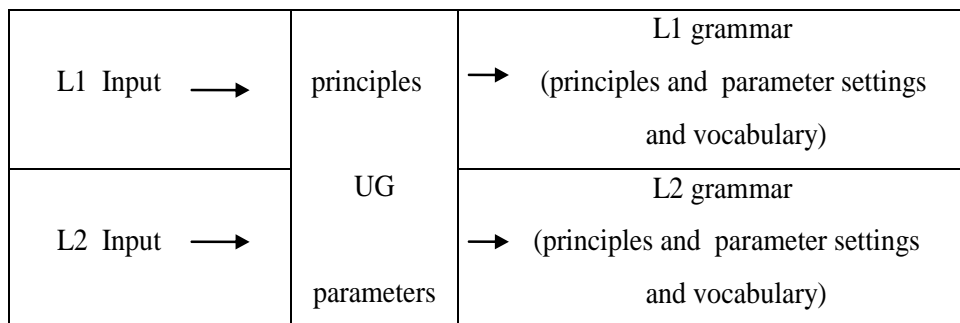 L1 grammar
L1 Input → principles → (principles and parameter settings
and vocabulary)
UG
L2 grammar
L2 Input → → (principles and parameter settings
parameters and vocabulary)